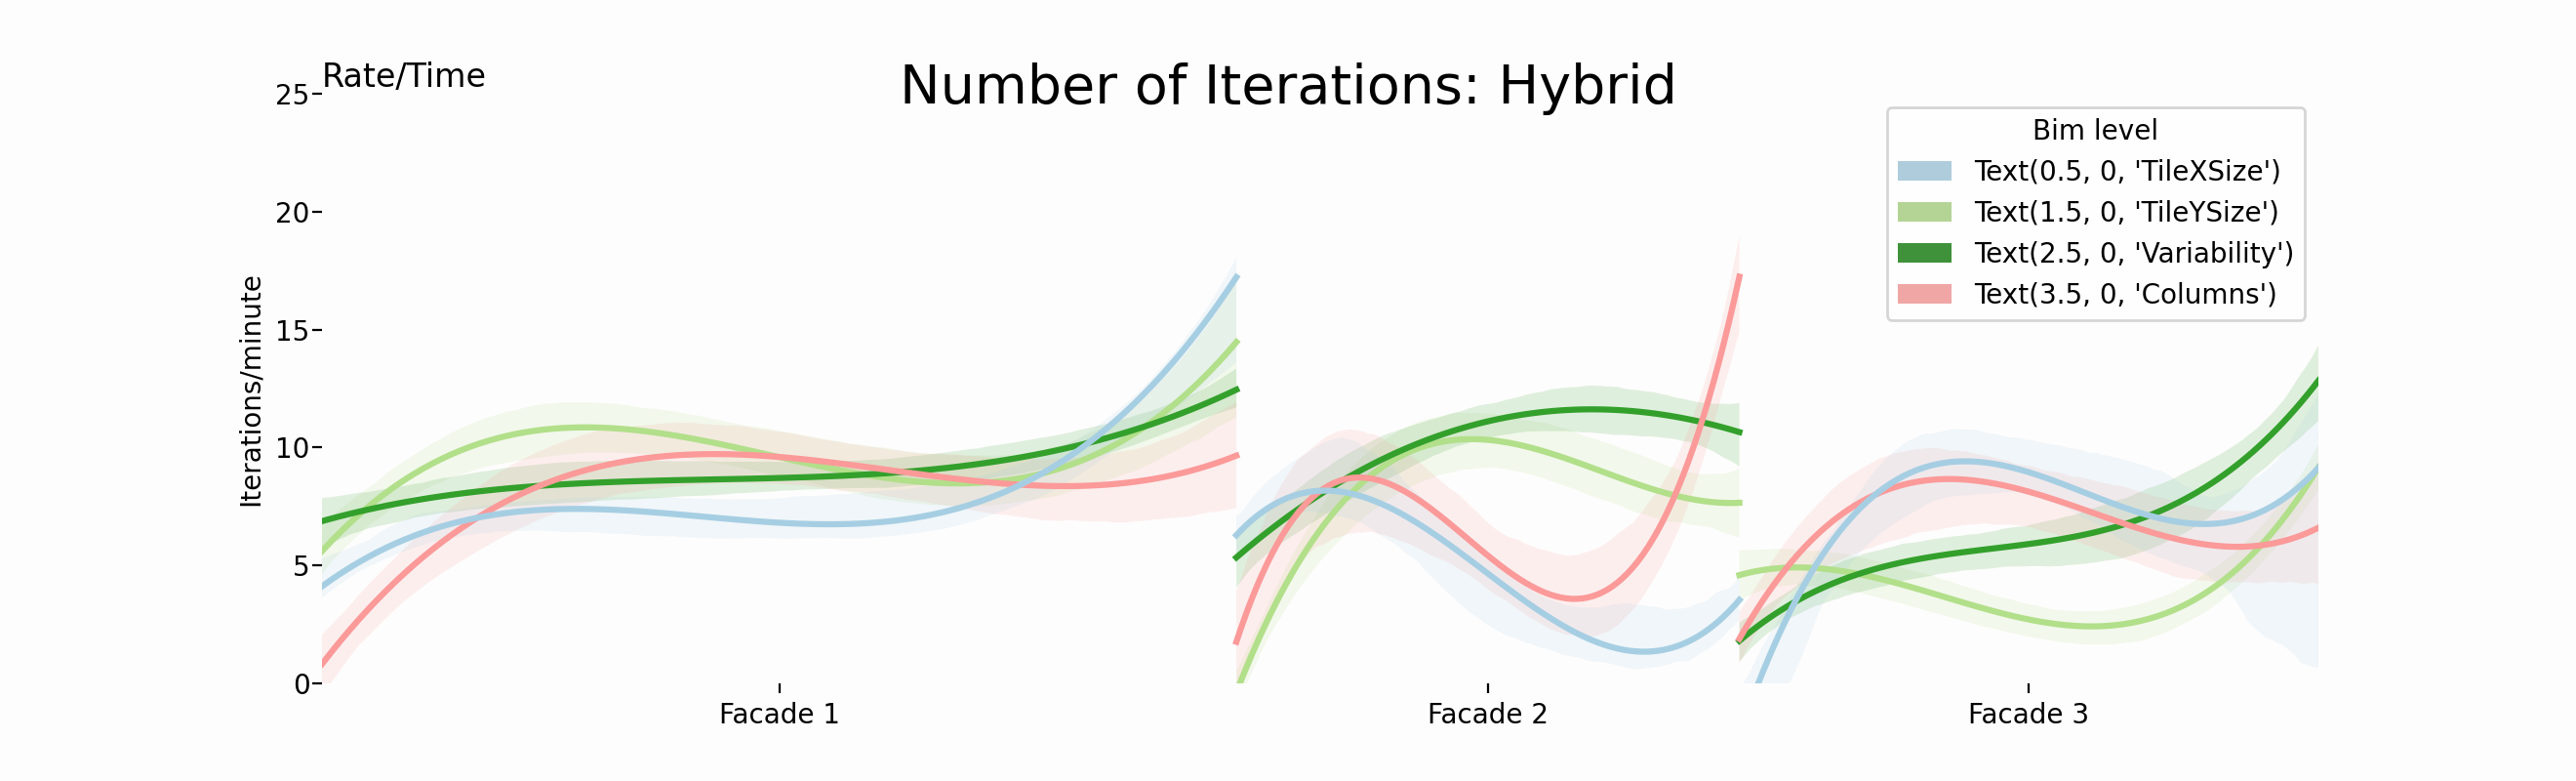 Rate/Time
Number of Iterations: Hybrid
25
20
15
10
5
0
Iterations/minute
Bim level
Text(0.5, 0, 'TileXSize')
Text(1.5, 0, 'TileYSize')
Text(2.5, 0, 'Variability')
Text(3.5, 0, 'Columns')
Facade 1
Facade 2
Facade 3